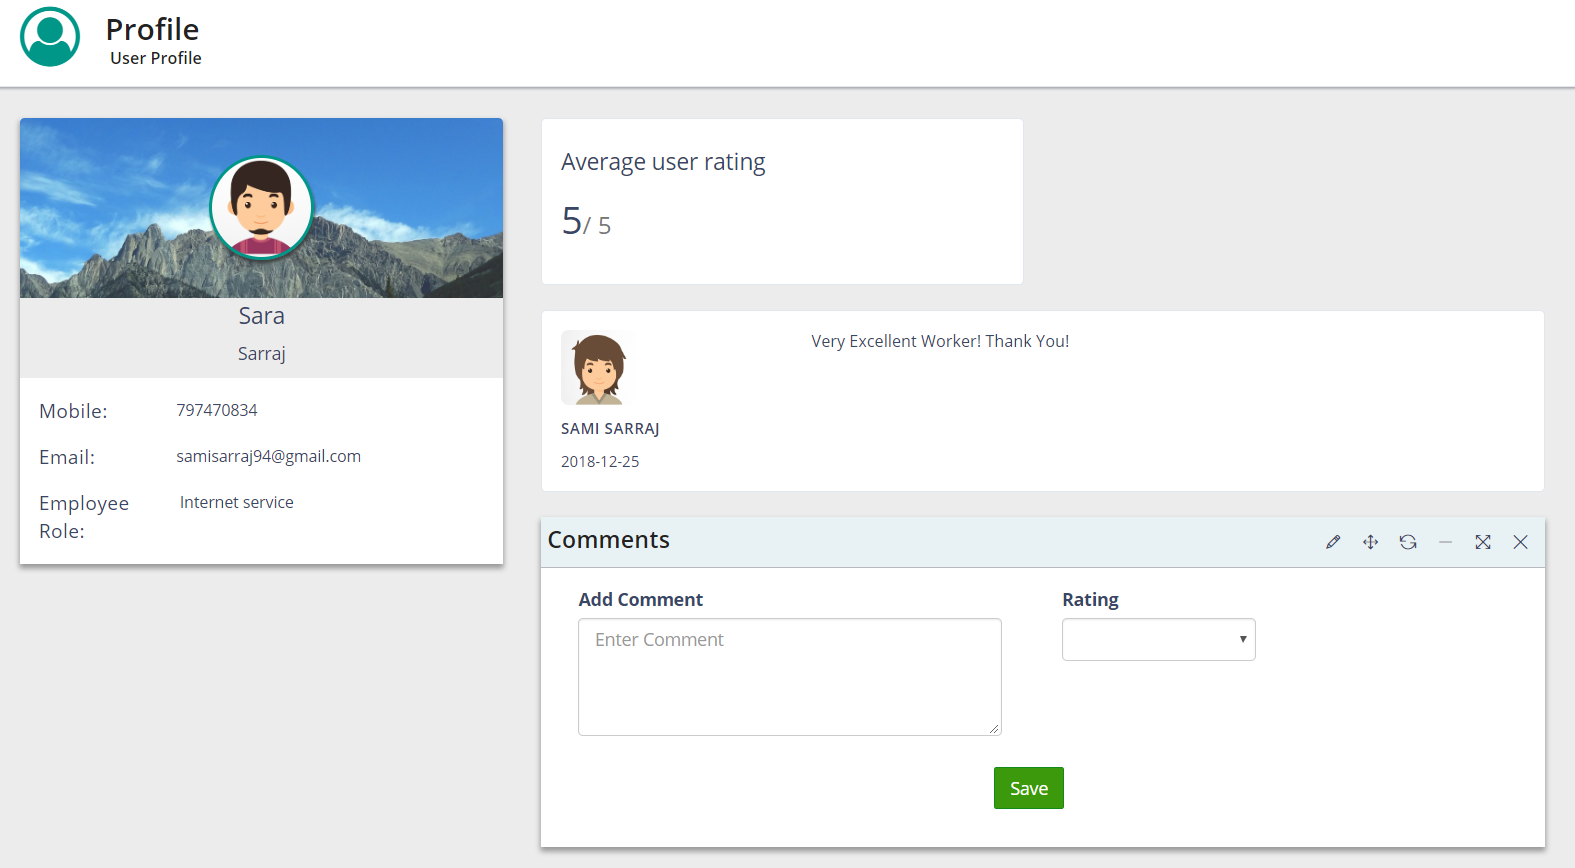 Profile
User Profile
Sara
Sarraj
Mobile: 797470834
Email: samisarraj94@gmail.com
Employee Internet service
Role:
Average user rating
5/ 5
Very Excellent Worker! Thank You!
SAMI SARRAJ
2018-12-25
Comments
Add Comment
Enter Comment
Rating
Save